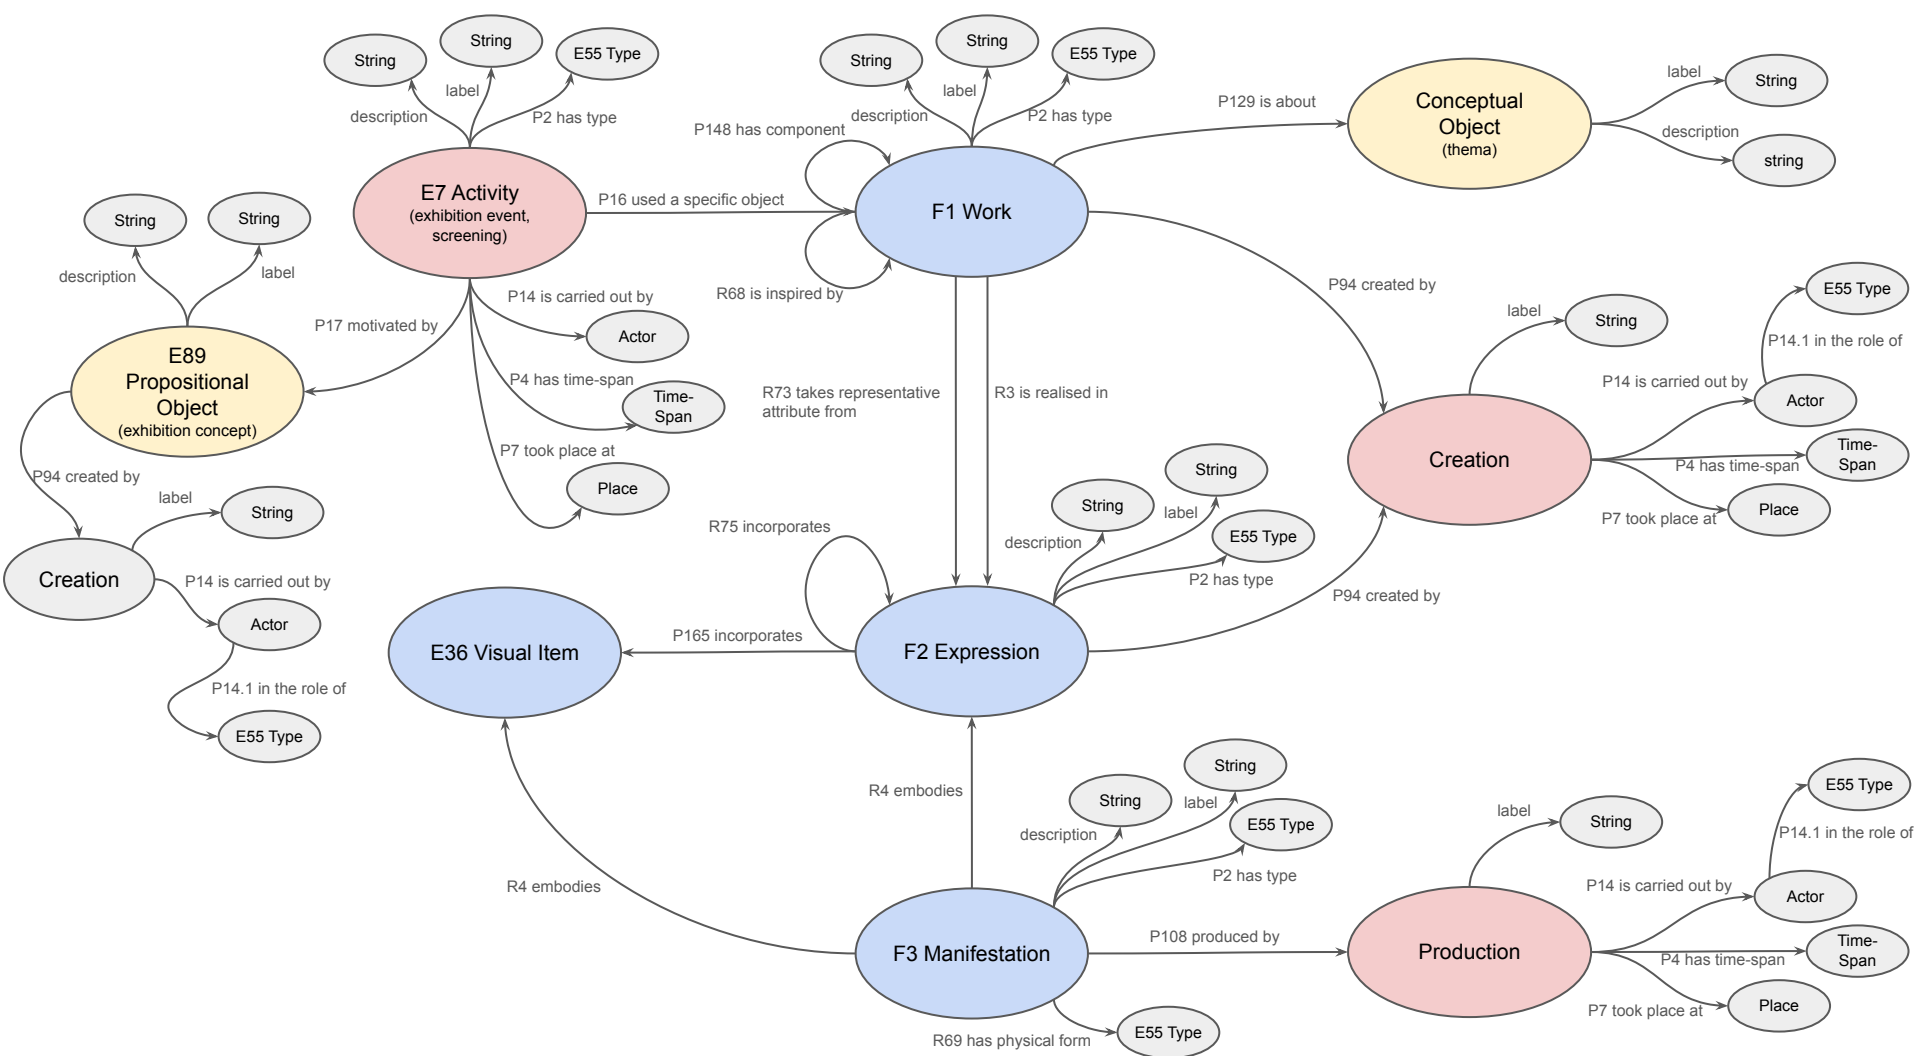 String
String
E55 Type
description
label
P2 has type
E7 Activity
(exhibition event,
screening)
P16 used a specific object
String
String
E55 Type
description
label
P2 has type
P148 has component
F1 Work
R68 is inspired by
P129 is about
Conceptual
Object
(thema)
label
String
description
string
String
String
description
label
E89
Propositional
Object
(exhibition concept)
P17 motivated by
P14 is carried out by
Actor
P4 has time-span
Time-
Span
P7 took place at
Place
P94 created by
label
String
Creation
P14 is carried out by
Actor
P14.1 in the role of
E55 Type
R73 takes representative
attribute from
R3 is realised in
P94 created by
label
String
E55 Type
P14.1 in the role of
P14 is carried out by
Actor
Creation
P4 has time-span
Time-
Span
P7 took place at
Place
P94 created by
R75 incorporates
String
String
E55 Type
description
label
P2 has type
F2 Expression
P165 incorporates
E36 Visual Item
R4 embodies
R4 embodies
String
String
E55 Type
description
label
P2 has type
F3 Manifestation
R69 has physical form
E55 Type
P108 produced by
label
String
Production
E55 Type
P14.1 in the role of
P14 is carried out by
Actor
P4 has time-span
Time-
Span
P7 took place at
Place